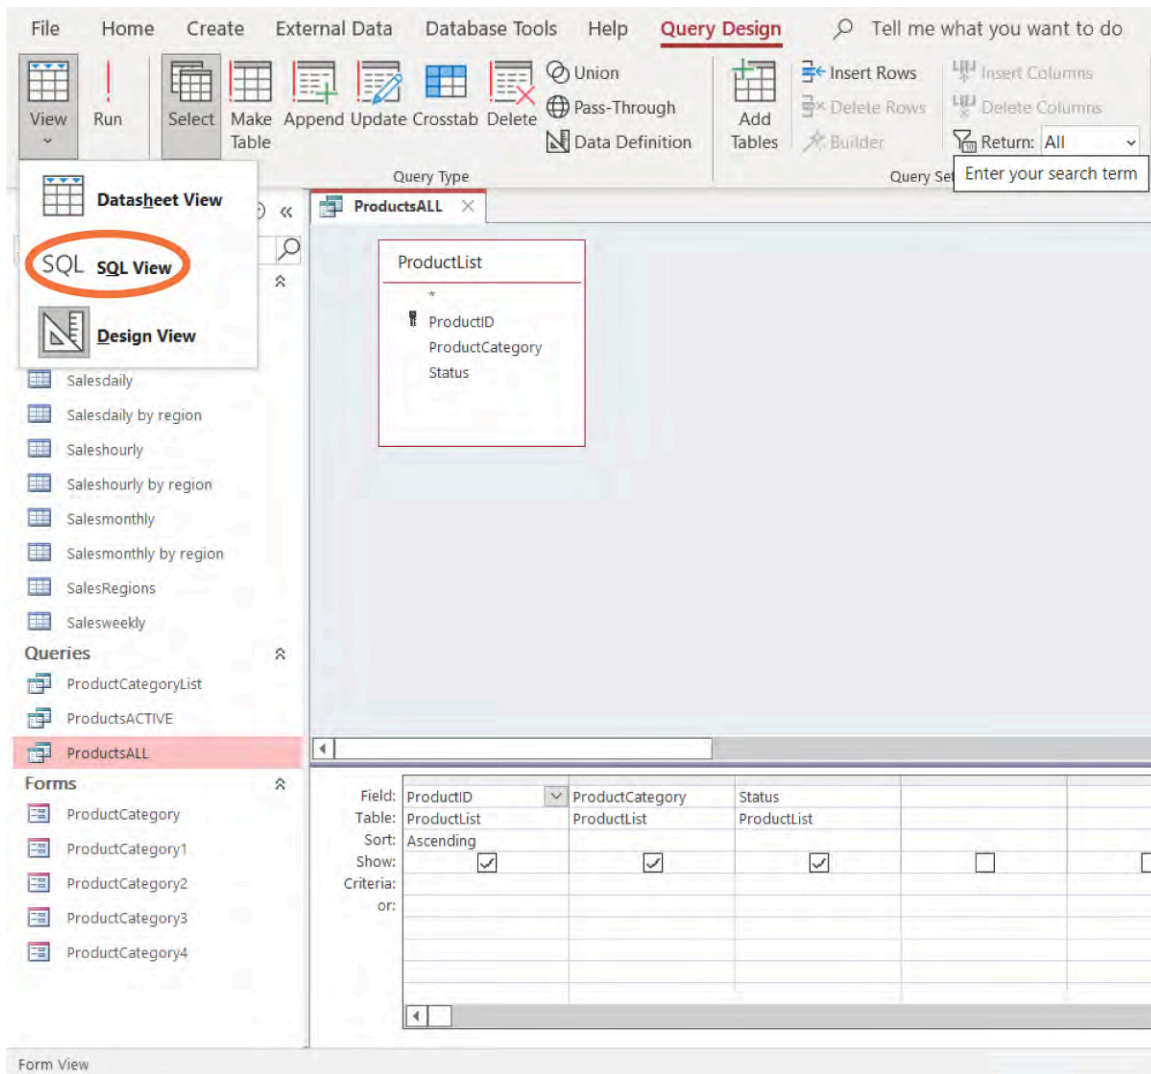 File Home Create External Data Database Tools Help Query Design Tell me what you want to do
View Run Select Make Table Append Update Crosstab Delete
Union
Pass-Through
Data Definition
Add Tables
Insert Rows
Delete Rows
Builder
Insert Columns
Delete Columns
Return: All
Query Type
Query Se
Enter your search term
Datasheet View
SQL SQL View
Design View
ProductsALL
ProductList
*
ProductID
ProductCategory
Status
Salesdaily
Salesdaily by region
Saleshourly
Saleshourly by region
Salesmonthly
Salesmonthly by region
SalesRegions
Salesweekly
Queries
ProductCategoryList
ProductsACTIVE
ProductsALL
Forms
ProductCategory
ProductCategory1
ProductCategory2
ProductCategory3
ProductCategory4
Field: ProductID ProductCategory Status
Table: ProductList ProductList ProductList
Sort: Ascending
Show:
Criteria:
or:
Form View